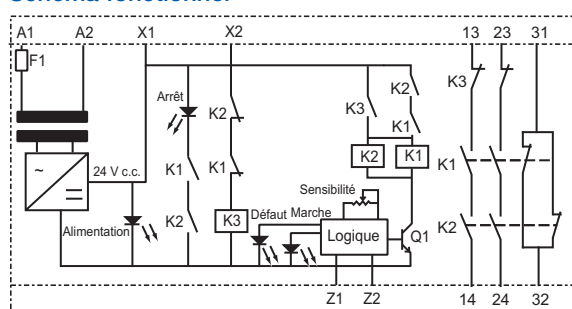 Schéma fonctionnel
A1 A2 X1 X2 13 23 31
F1
K3
Arrêt
K2
K3
K2
K1
K2 K1
24 V c.c.
K1
K1
K1
Sensibilité
K2
K3
Défaut Marche
Logique
Q1
K2
Alimentation
Z1 Z2 14 24 32